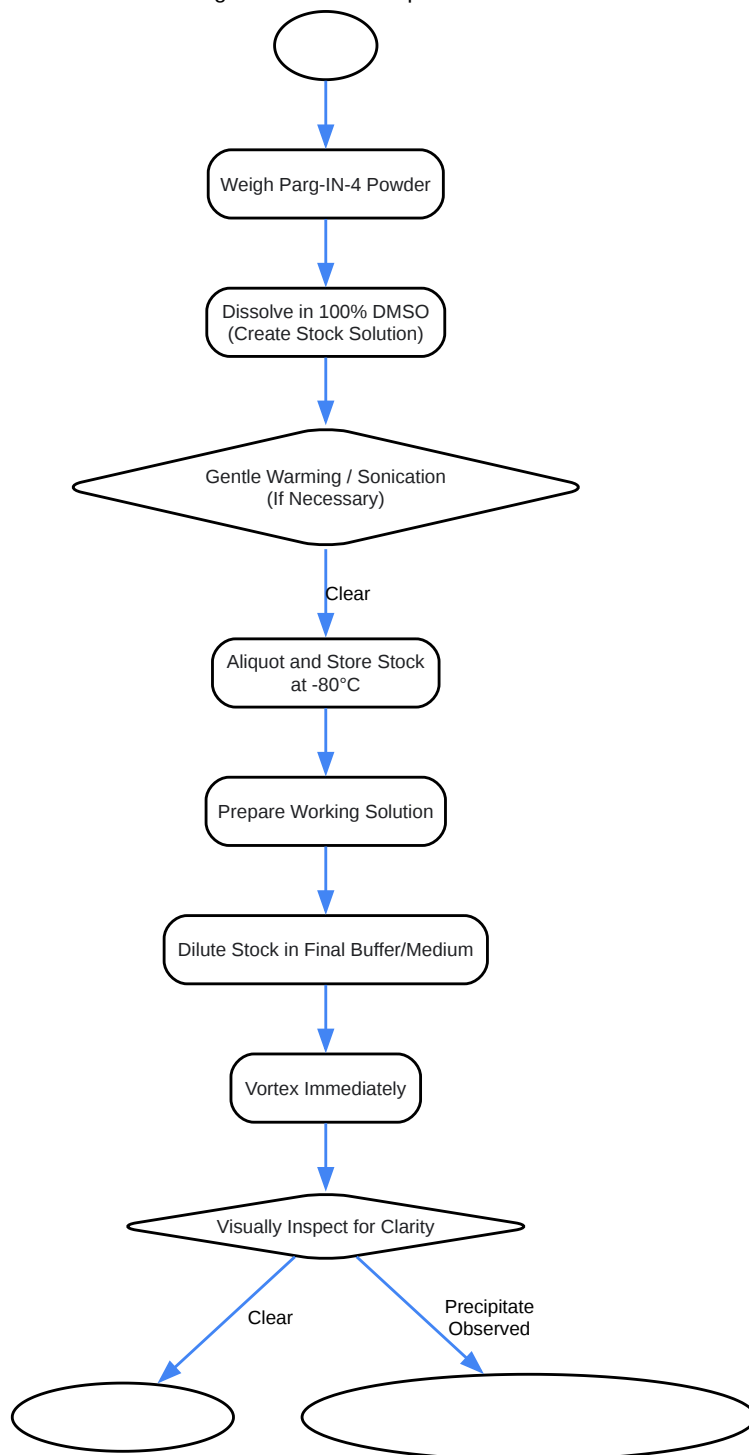 Weigh Parg-IN-4 Powder
Dissolve in 100% DMSO
(Create Stock Solution)
Gentle Warming / Sonication
(If Necessary)
Clear
Aliquot and Store Stock
at -80°C
Prepare Working Solution
Dilute Stock in Final Buffer/Medium
Vortex Immediately
Visually Inspect for Clarity
Clear
Precipitate
Observed